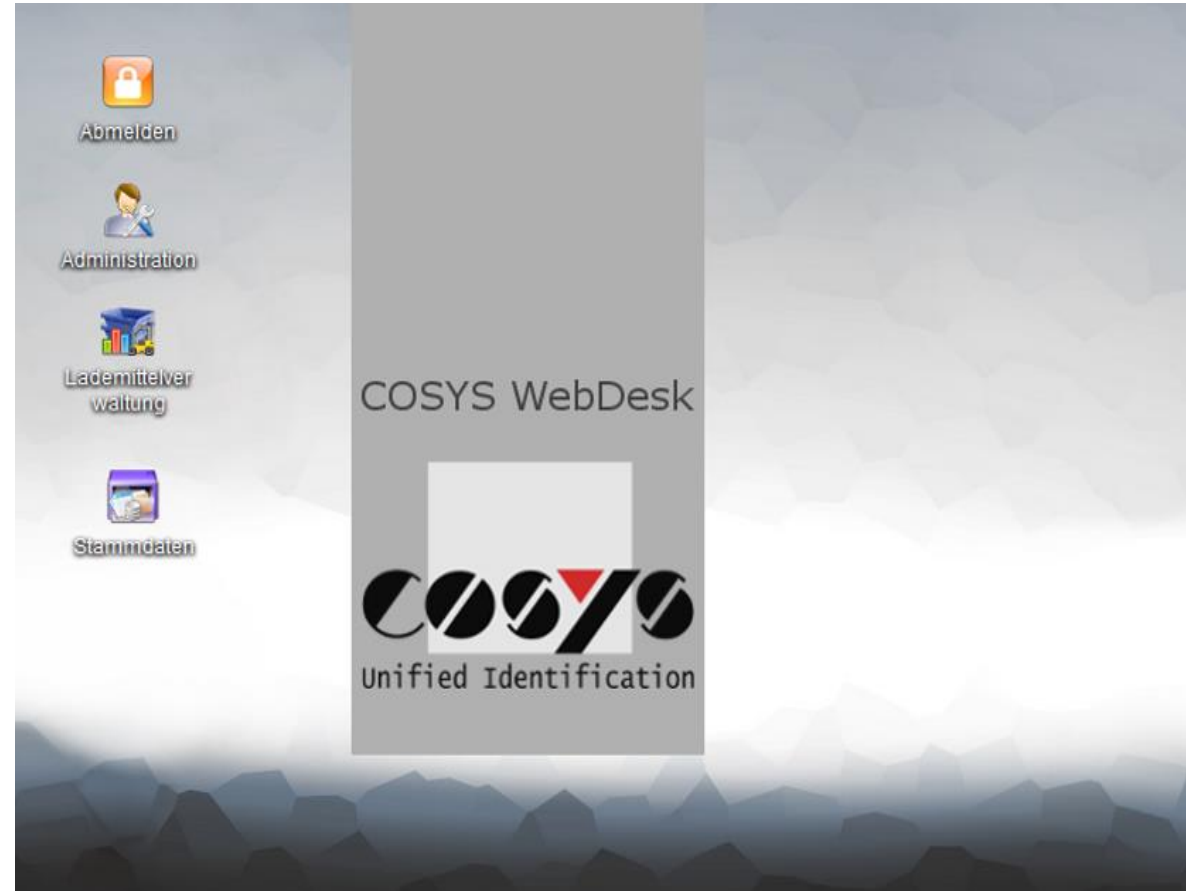 Abmelden
Administration
Lademittelver
waltung
Stammdaten
COSYS WebDesk
COSYS
Unified Identification